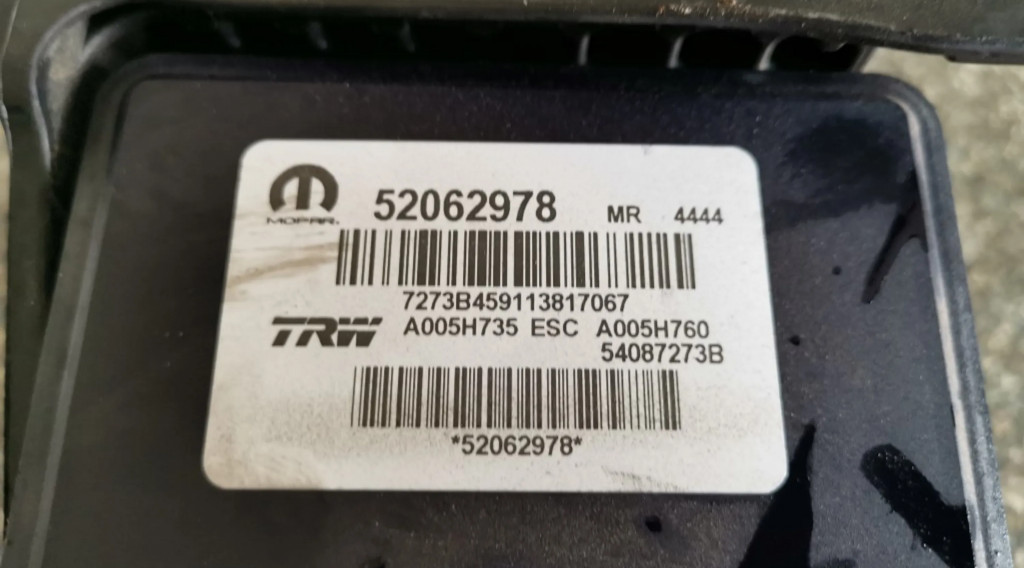 52062978 MR 4444
MOPAR.
7273B459113817067
TRW A005H735 ESC A005H760
54087273B
*52062978*